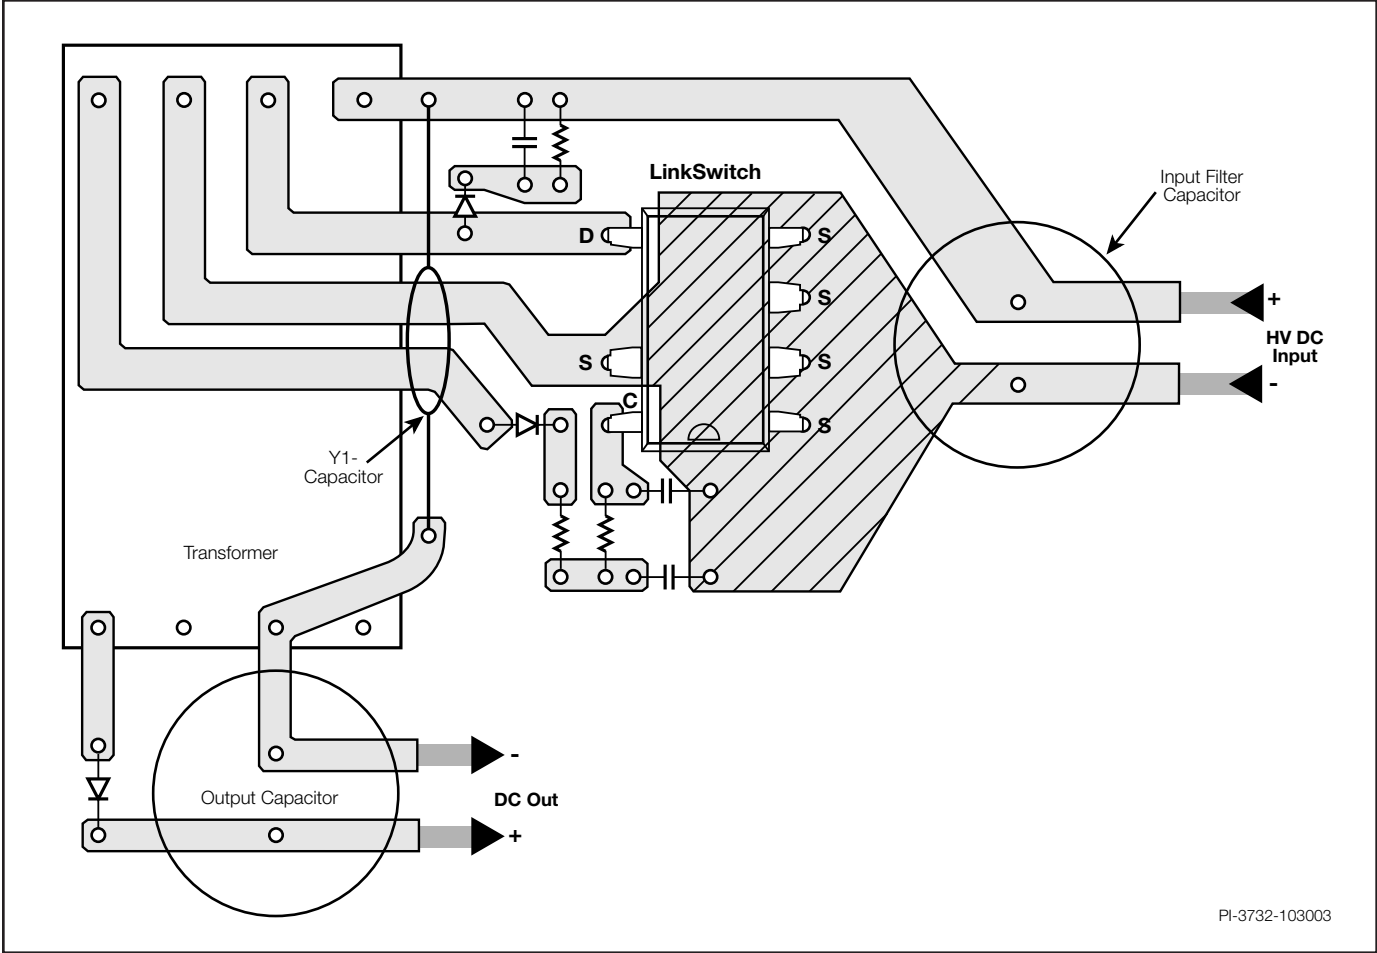 LinkSwitch
Input Filter
Capacitor
D
S
S
+
HV DC
Input
S
S
-
C
S
Y1-
Capacitor
Transformer
-
Output Capacitor
DC Out
+
PI-3732-103003